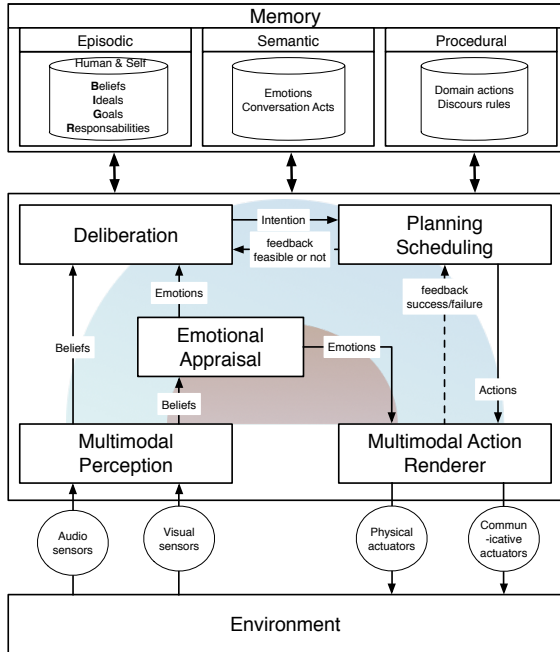 Memory
Episodic
Semantic
Procedural
Human & Self
Beliefs
Ideals
Goals
Responsabilities
Emotions
Conversation Acts
Domain actions
Discours rules
Deliberation
Intention
feedback
feasible or not
Planning
Scheduling
Emotions
feedback
success/failure
Emotional
Appraisal
Emotions
Beliefs
Beliefs
Actions
Multimodal
Perception
Multimodal Action
Renderer
Audio
sensors
Visual
sensors
Physical
actuators
Commun
-icative
actuators
Environment